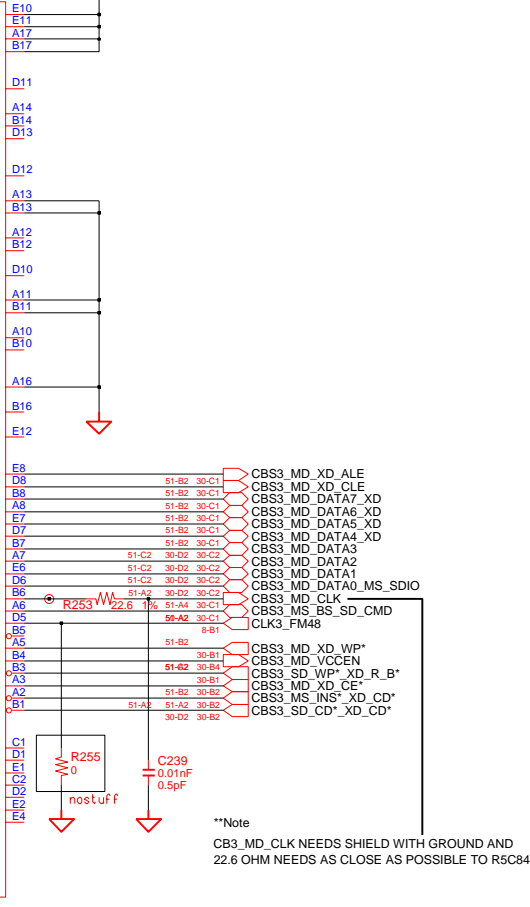 E10
E11
A17
B17
D11
A14
B14
D13
D12
A13
B13
A12
B12
D10
A11
B11
A10
B10
A16
B16
E12
E8 CBS3_MD_XD_ALE
D8 51-B2 30-C1 CBS3_MD_XD_CLE
B8 51-B2 30-C1 CBS3_MD_DATA7_XD
A8 51-B2 30-C1 CBS3_MD_DATA6_XD
E7 51-B2 30-C1 CBS3_MD_DATA5_XD
D7 51-B2 30-C1 CBS3_MD_DATA4_XD
B7 51-B2 30-C1 CBS3_MD_DATA3
A7 51-C2 30-D2 30-C2 CBS3_MD_DATA2
E6 51-C2 30-D2 30-C2 CBS3_MD_DATA1
D6 51-C2 30-D2 30-C2 CBS3_MD_DATA0_MS_SDIO
B6 51-A2 30-D2 30-C2 CBS3_MD_CLK
A6 R253 22.6 1% 51-A4 30-C1 CBS3_MS_BS_SD_CMD
D5 30-C1 CLK3_FM48
B5 8-B1
A5 51-B2 CBS3_MD_XD_WP*
B4 30-B1 CBS3_MD_VCCEN
B3 30-B4 CBS3_SD_WP*_XD_R_B*
A3 30-B1 CBS3_MD_XD_CE*
A2 51-B2 30-B2 CBS3_MS_INS*_XD_CD*
B1 51-A2 51-A2 30-B2 CBS3_SD_CD*_XD_CD*
30-D2 30-B2
C1
D1
E1
C2
D2
E2
E4
R255
0
nostuff
C239
0.01nF
0.5pF
**Note
CB3_MD_CLK NEEDS SHIELD WITH GROUND AND
22.6 OHM NEEDS AS CLOSE AS POSSIBLE TO R5C84